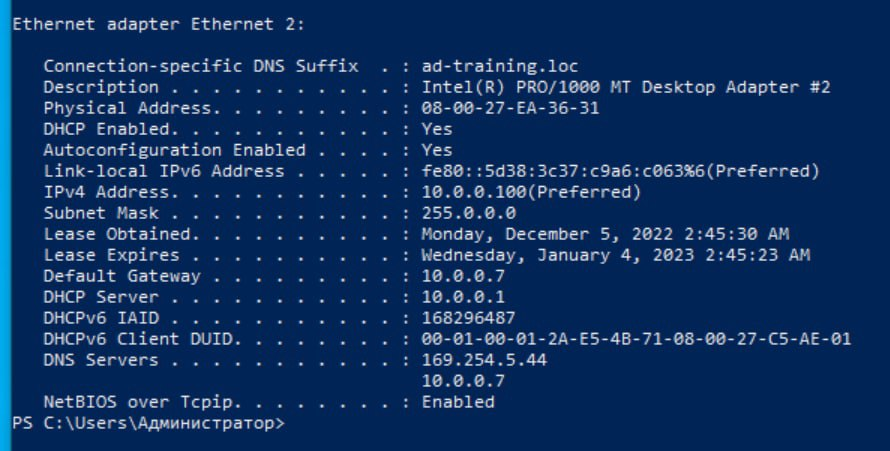 Ethernet adapter Ethernet 2:
Connection-specific DNS Suffix  . : ad-training.loc
Description . . . . . . . . . . . : Intel(R) PRO/1000 MT Desktop Adapter #2
Physical Address. . . . . . . . . : 08-00-27-EA-36-31
DHCP Enabled. . . . . . . . . . . : Yes
Autoconfiguration Enabled . . . . : Yes
Link-local IPv6 Address . . . . . : fe80::5d38:3c37:c9a6:c063%6(Preferred)
IPv4 Address. . . . . . . . . . . : 10.0.0.100(Preferred)
Subnet Mask . . . . . . . . . . . : 255.0.0.0
Lease Obtained. . . . . . . . . . : Monday, December 5, 2022 2:45:30 AM
Lease Expires . . . . . . . . . . : Wednesday, January 4, 2023 2:45:23 AM
Default Gateway . . . . . . . . . : 10.0.0.7
DHCP Server . . . . . . . . . . . : 10.0.0.1
DHCPv6 IAID . . . . . . . . . . . : 168296487
DHCPv6 Client DUID. . . . . . . . : 00-01-00-01-2A-E5-4B-71-08-00-27-C5-AE-01
DNS Servers . . . . . . . . . . . : 169.254.5.44
10.0.0.7
NetBIOS over Tcpip. . . . . . . . : Enabled
PS C:\Users\Администратор>